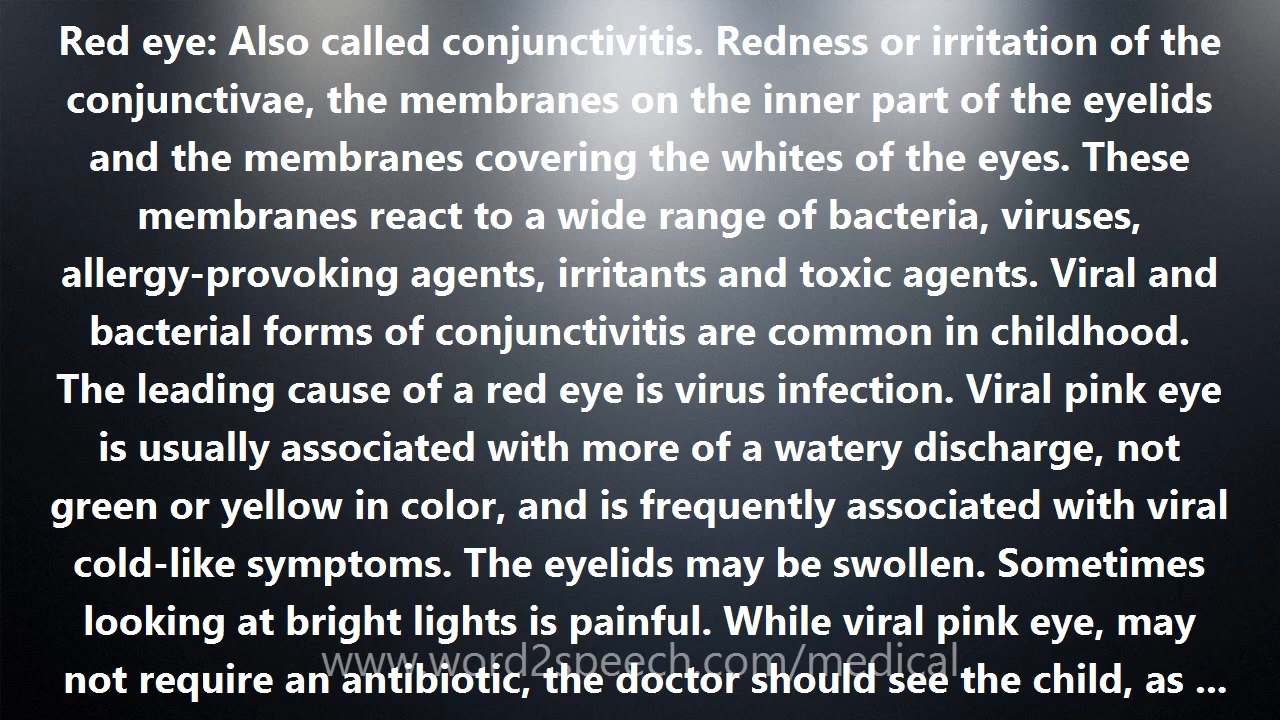 Red eye: Also called conjunctivitis. Redness or irritation of the
conjunctivae, the membranes on the inner part of the eyelids
and the membranes covering the whites of the eyes. These
membranes react to a wide range of bacteria, viruses,
allergy-provoking agents, irritants and toxic agents. Viral and
bacterial forms of conjunctivitis are common in childhood.
The leading cause of a red eye is virus infection. Viral pink eye
is usually associated with more of a watery discharge, not
green or yellow in color, and is frequently associated with viral
cold-like symptoms. The eyelids may be swollen. Sometimes
looking at bright lights is painful. While viral pink eye, may
www.word2speech.com/medical
not require an antibiotic, the doctor should see the child, as ...